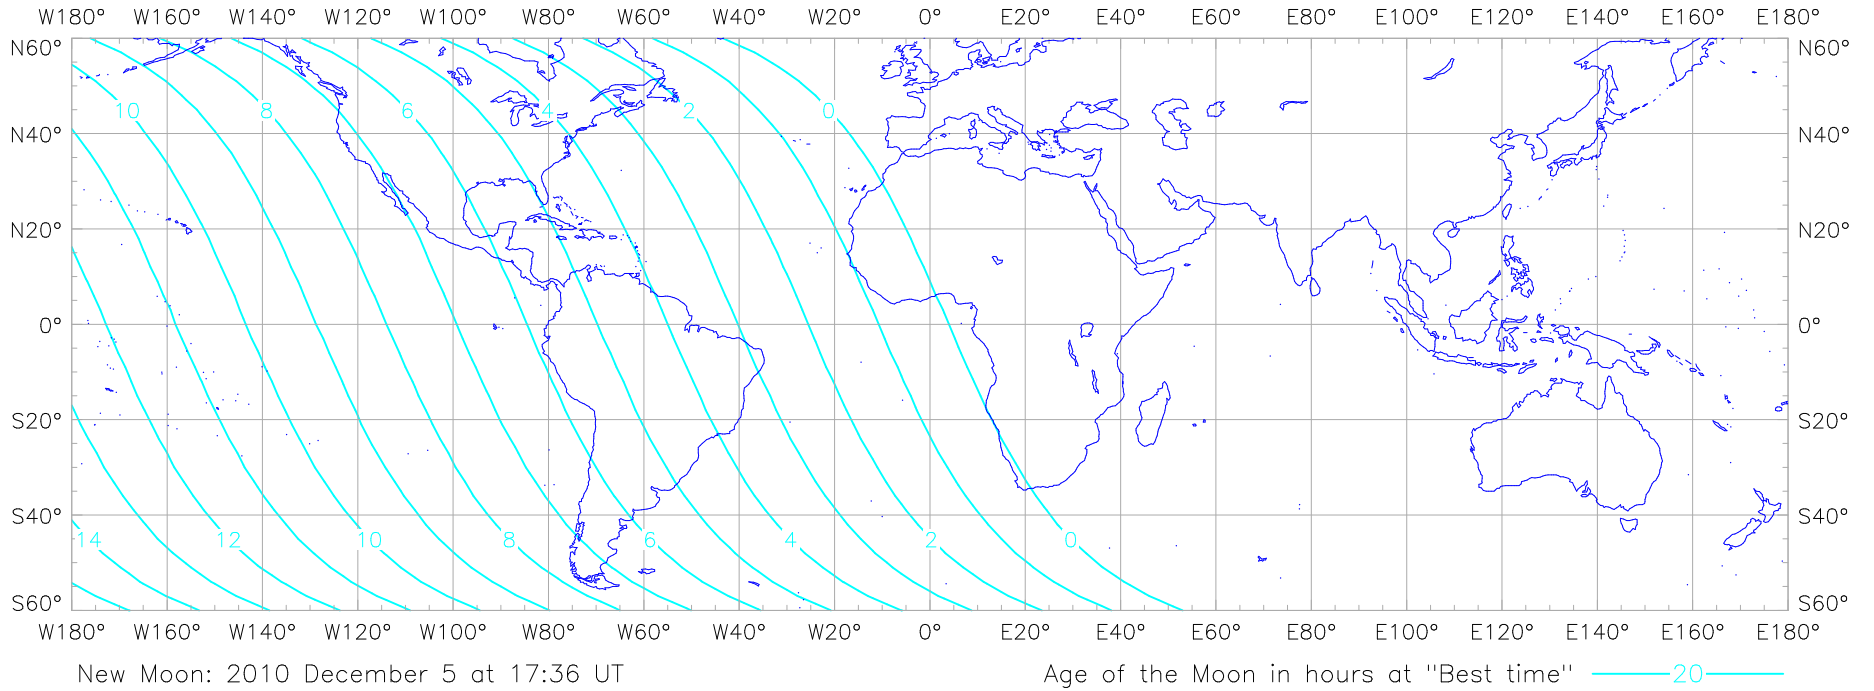 W180° W160° W140° W120° W100° W80° W60° W40° W20° 0° E20° E40° E60° E80° E100° E120° E140° E160° E180°
N60° N60°
10 8 6 4 2 0
N40° N40°
N20° N20°
0° 0°
S20° S20°
S40° S40°
14 12 10 8 6 4 2 0
S60° S60°
W180° W160° W140° W120° W100° W80° W60° W40° W20° 0° E20° E40° E60° E80° E100° E120° E140° E160° E180°
New Moon: 2010 December 5 at 17:36 UT Age of the Moon in hours at "Best time" 20